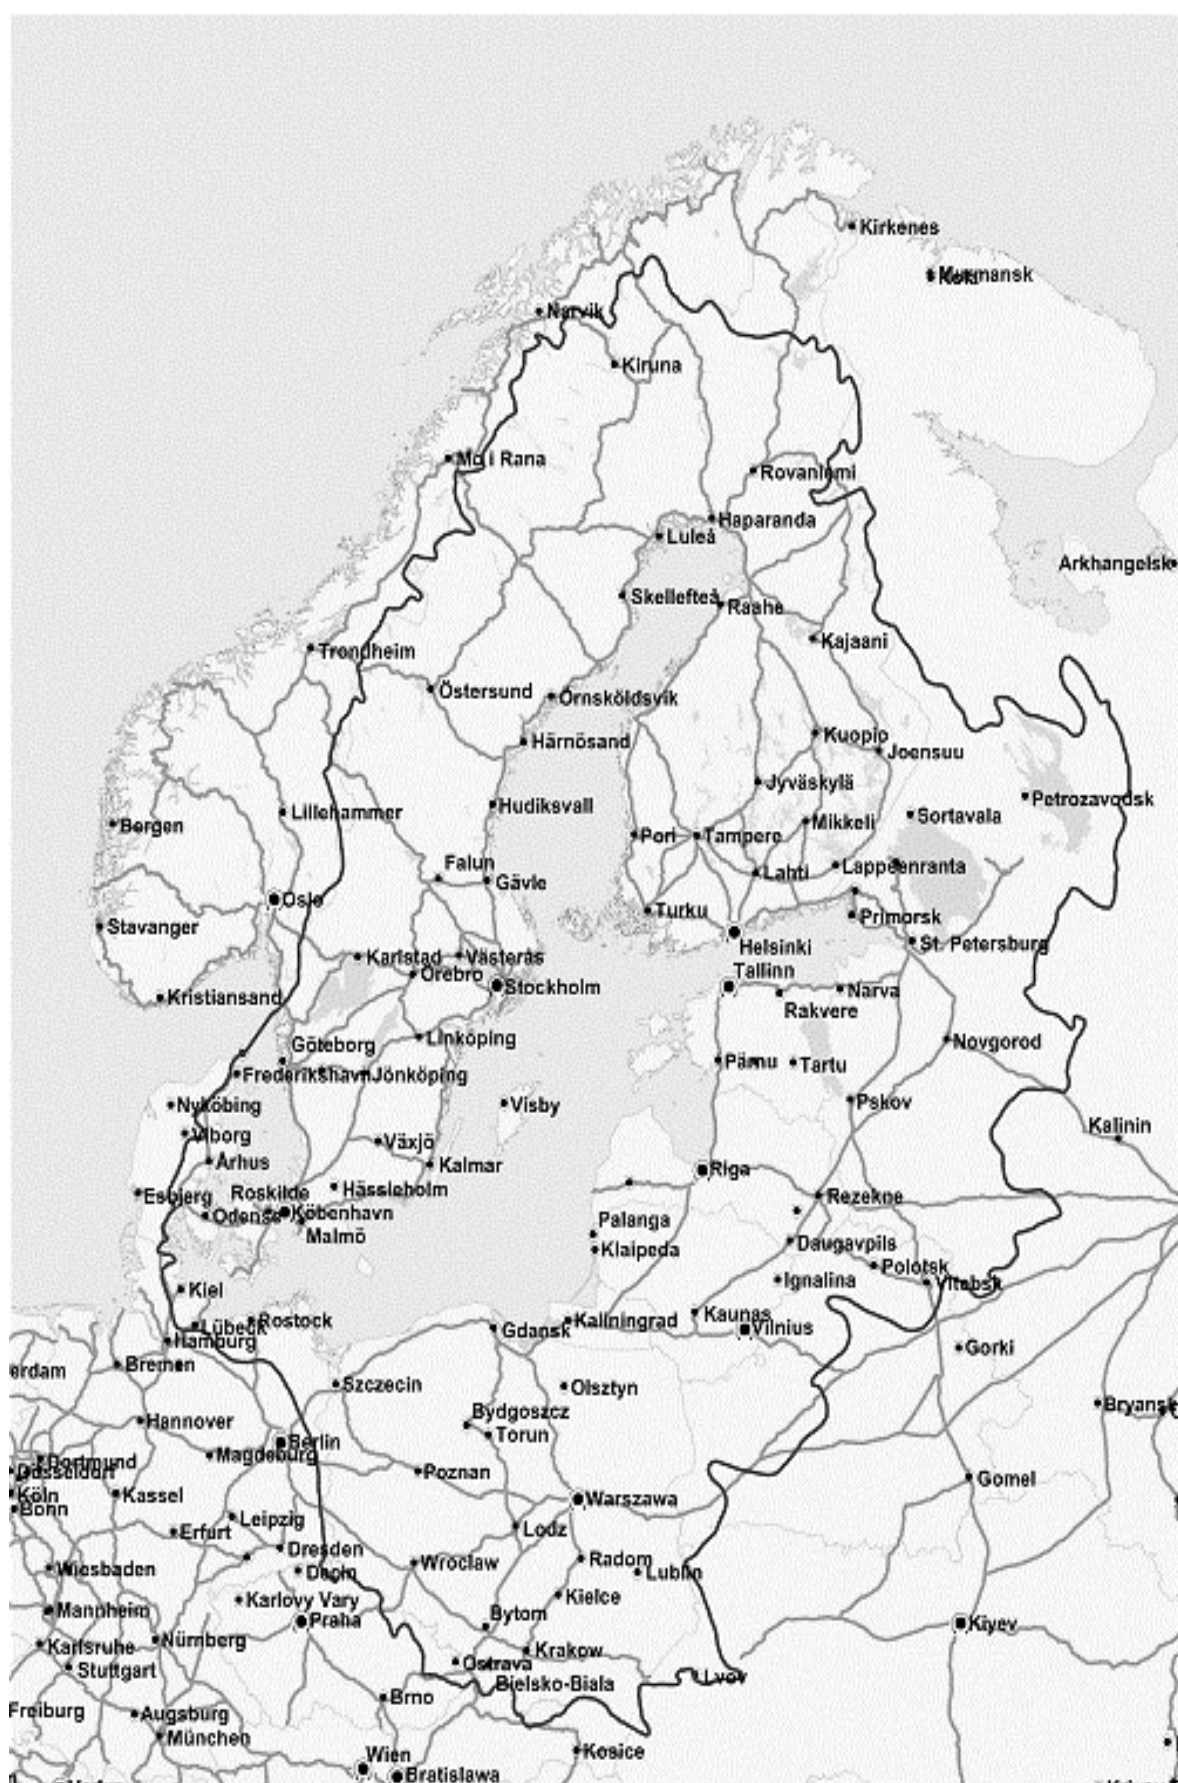 Kirkenes
Murmansk
Kola
Narvik
Kiruna
Mo i Rana
Rovaniemi
Haparanda
Luleå
Arkhangelsk
Skellefteå
Raahe
Kajaani
Trondheim
Östersund
Örnsköldsvik
Kuopio
Härnösand
Joensuu
Jyväskylä
Petrozavodsk
Hudiksvall
Lillehammer
Sortavala
Bergen
Mikkeli
Pori
Tampere
Falun
Lappeenranta
Lahti
Gävle
Oslo
Turku
Primorsk
Stavanger
St. Petersburg
Helsinki
Karlstad
Västerås
Örebro
Tallinn
Stockholm
Narva
Kristiansand
Rakvere
Linköping
Novgorod
Göteborg
Pärnu
Tartu
Frederikshavn
Jönköping
Nyköbing
Visby
Pskov
Kalinin
Viborg
Växjö
Århus
Kalmar
Riga
Hässleholm
Roskilde
Esbjerg
Rezekne
Köbenhavn
Odense
Palanga
Malmö
Klaipeda
Daugavpils
Polotsk
Ignalina
Vitebsk
Kiel
Kaunas
Rostock
Kaliningrad
Lübeck
Gdansk
Vilnius
Hamburg
Gorki
Bremen
erdam
Szczecin
Olsztyn
Bryansk
Bydgoszcz
Hannover
Torun
Berlin
Magdeburg
Dortmund
Düsseldorf
Poznan
Gomel
Köln
Kassel
Warszawa
Bonn
Leipzig
Lodz
Erfurt
Dresden
Radom
Wroclaw
Wiesbaden
Decin
Lublin
Kielce
Karlovy Vary
Mannheim
Bytom
Praha
Kiyev
Nürnberg
Karlsruhe
Krakow
Ostrava
Stuttgart
Lvov
Bielsko-Biala
Brno
Freiburg
Augsburg
München
Kosice
Wien
Bratislawa